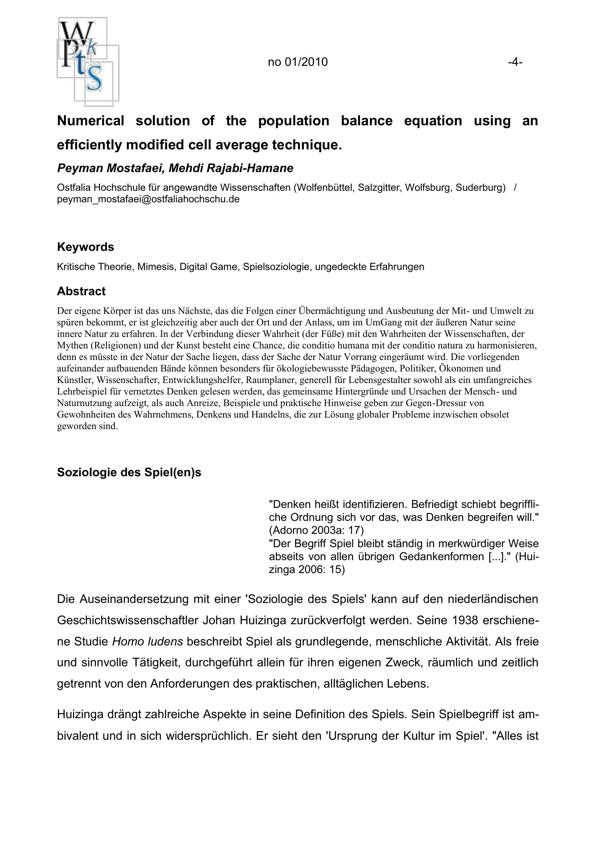 W
Pk
tS
no 01/2010 -4-
Numerical solution of the population balance equation using an
efficiently modified cell average technique.
Peyman Mostafaei, Mehdi Rajabi-Hamane
Ostfalia Hochschule für angewandte Wissenschaften (Wolfenbüttel, Salzgitter, Wolfsburg, Suderburg) /
peyman_mostafaei@ostfaliahochschu.de
Keywords
Kritische Theorie, Mimesis, Digital Game, Spielsoziologie, ungedeckte Erfahrungen
Abstract
Der eigene Körper ist das uns Nächste, das die Folgen einer Übermächtigung und Ausbeutung der Mit- und Umwelt zu
spüren bekommt, er ist gleichzeitig aber auch der Ort und der Anlass, um im UmGang mit der äußeren Natur seine
innere Natur zu erfahren. In der Verbindung dieser Wahrheit (der Füße) mit den Wahrheiten der Wissenschaften, der
Mythen (Religionen) und der Kunst besteht eine Chance, die conditio humana mit der conditio natura zu harmonisieren,
denn es müsste in der Natur der Sache liegen, dass der Sache der Natur Vorrang eingeräumt wird. Die vorliegenden
aufeinander aufbauenden Bände können besonders für ökologiebewusste Pädagogen, Politiker, Ökonomen und
Künstler, Wissenschafter, Entwicklungshelfer, Raumplaner, generell für Lebensgestalter sowohl als ein umfangreiches
Lehrbeispiel für vernetztes Denken gelesen werden, das gemeinsame Hintergründe und Ursachen der Mensch- und
Naturnutzung aufzeigt, als auch Anreize, Beispiele und praktische Hinweise geben zur Gegen-Dressur von
Gewohnheiten des Wahrnehmens, Denkens und Handelns, die zur Lösung globaler Probleme inzwischen obsolet
geworden sind.
Soziologie des Spiel(en)s
"Denken heißt identifizieren. Befriedigt schiebt begriffli-
che Ordnung sich vor das, was Denken begreifen will."
(Adorno 2003a: 17)
"Der Begriff Spiel bleibt ständig in merkwürdiger Weise
abseits von allen übrigen Gedankenformen [...]." (Hui-
zinga 2006: 15)
Die Auseinandersetzung mit einer 'Soziologie des Spiels' kann auf den niederländischen
Geschichtswissenschaftler Johan Huizinga zurückverfolgt werden. Seine 1938 erschiene-
ne Studie Homo ludens beschreibt Spiel als grundlegende, menschliche Aktivität. Als freie
und sinnvolle Tätigkeit, durchgeführt allein für ihren eigenen Zweck, räumlich und zeitlich
getrennt von den Anforderungen des praktischen, alltäglichen Lebens.
Huizinga drängt zahlreiche Aspekte in seine Definition des Spiels. Sein Spielbegriff ist am-
bivalent und in sich widersprüchlich. Er sieht den 'Ursprung der Kultur im Spiel'. "Alles ist